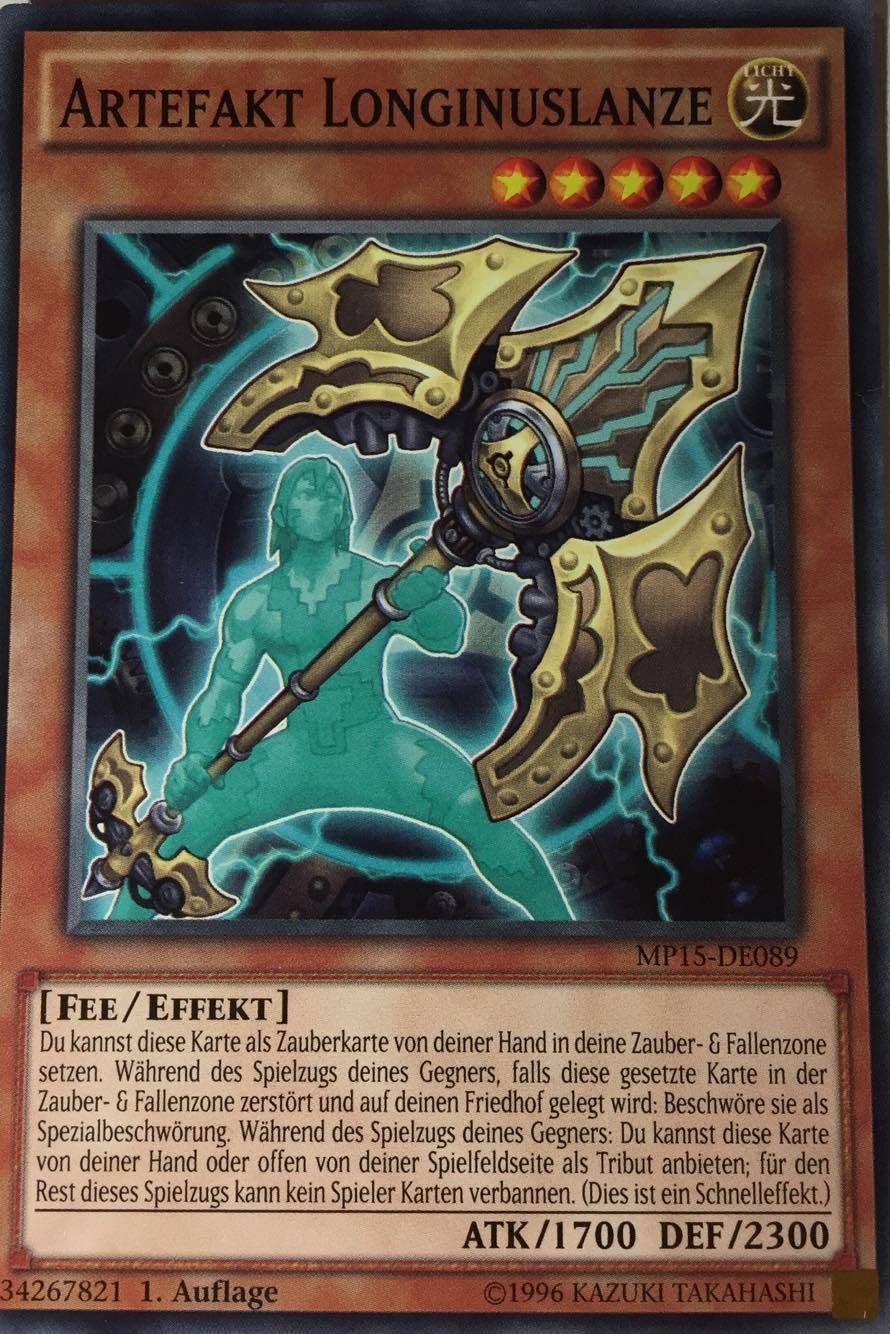 ARTEFAKT LONGINUSLANZE
LICHT
光
MP15-DE089
[FEE/EFFEKT]
Du kannst diese Karte als Zauberkarte von deiner Hand in deine Zauber- & Fallenzone
setzen. Während des Spielzugs deines Gegners, falls diese gesetzte Karte in der
Zauber- & Fallenzone zerstört und auf deinen Friedhof gelegt wird: Beschwöre sie als
Spezialbeschwörung. Während des Spielzugs deines Gegners: Du kannst diese Karte
von deiner Hand oder offen von deiner Spielfeldseite als Tribut anbieten; für den
Rest dieses Spielzugs kann kein Spieler Karten verbannen. (Dies ist ein Schnelleffekt.)
ATK/1700 DEF/2300
34267821 1. Auflage ©1996 KAZUKI TAKAHASHI